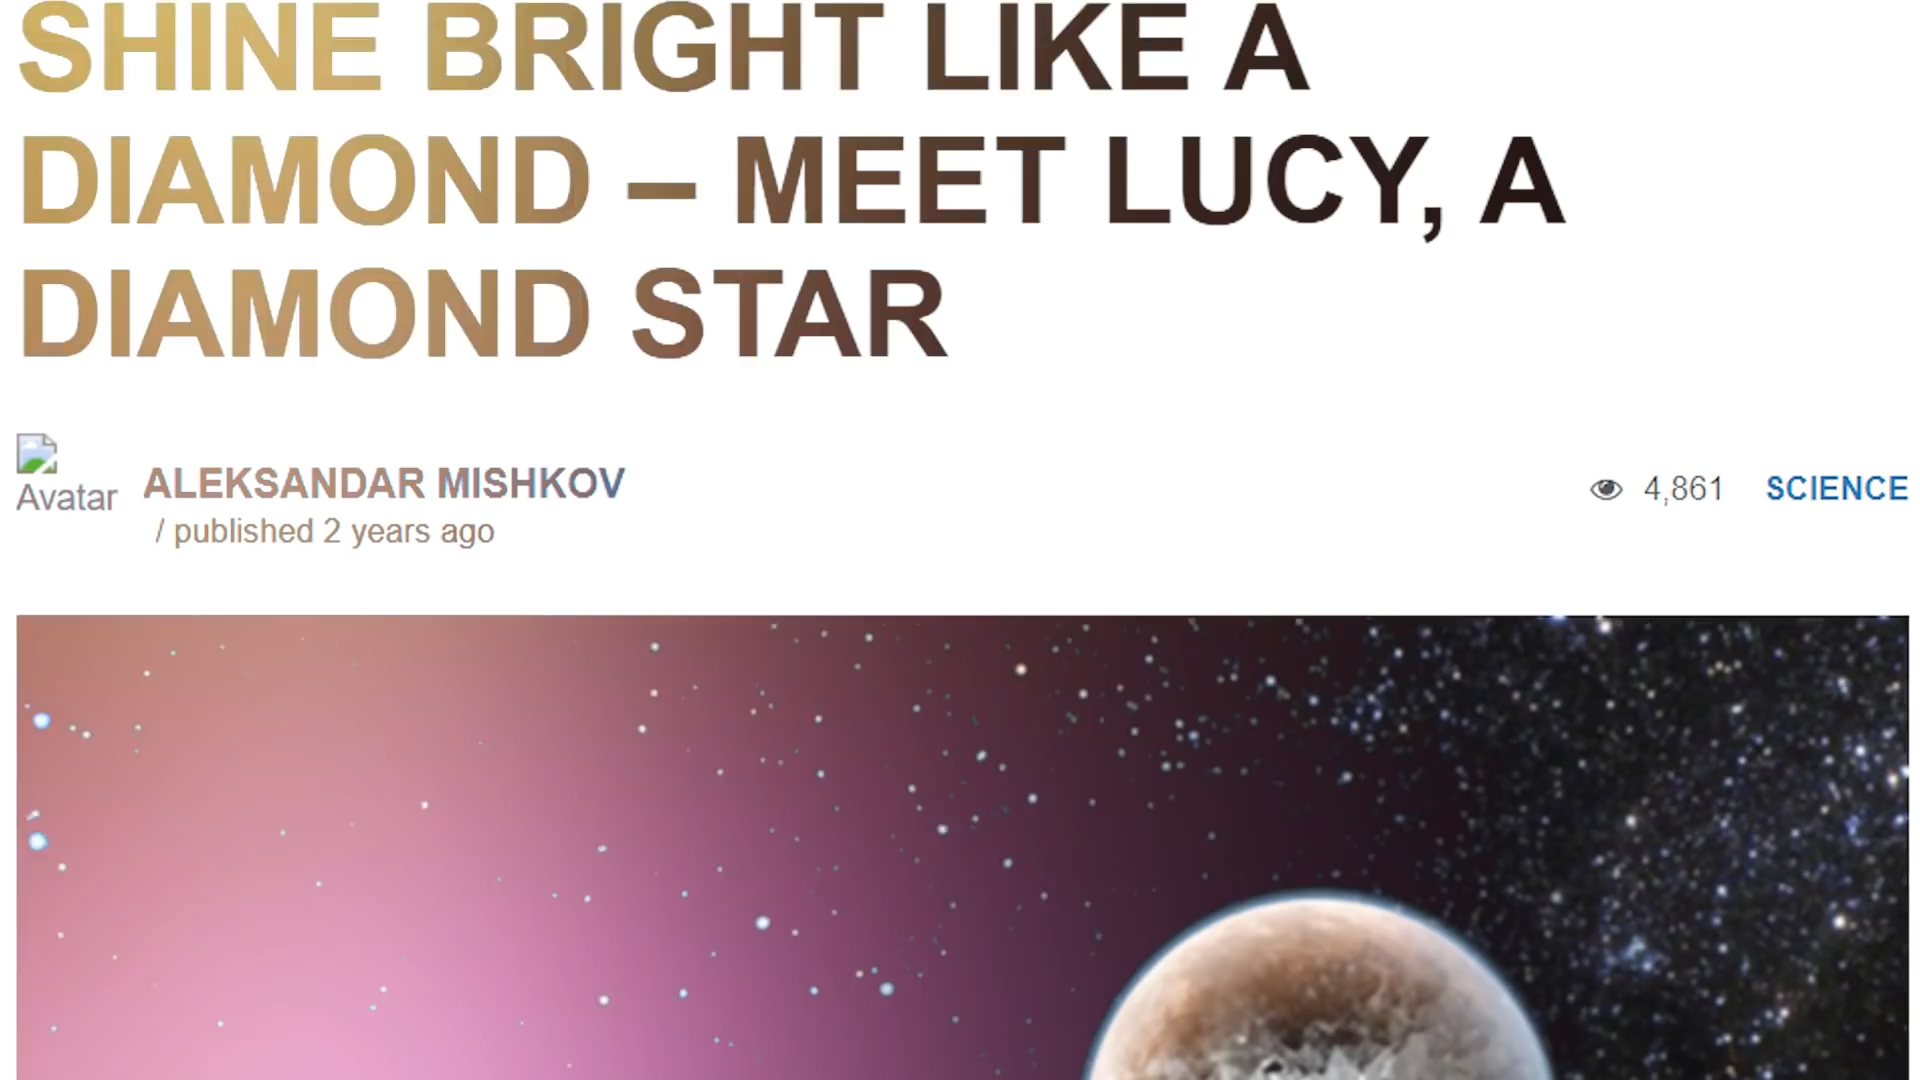 SHINE BRIGHT LIKE A
DIAMOND – MEET LUCY, A
DIAMOND STAR
Avatar
ALEKSANDAR MISHKOV
/ published 2 years ago
4,861 SCIENCE